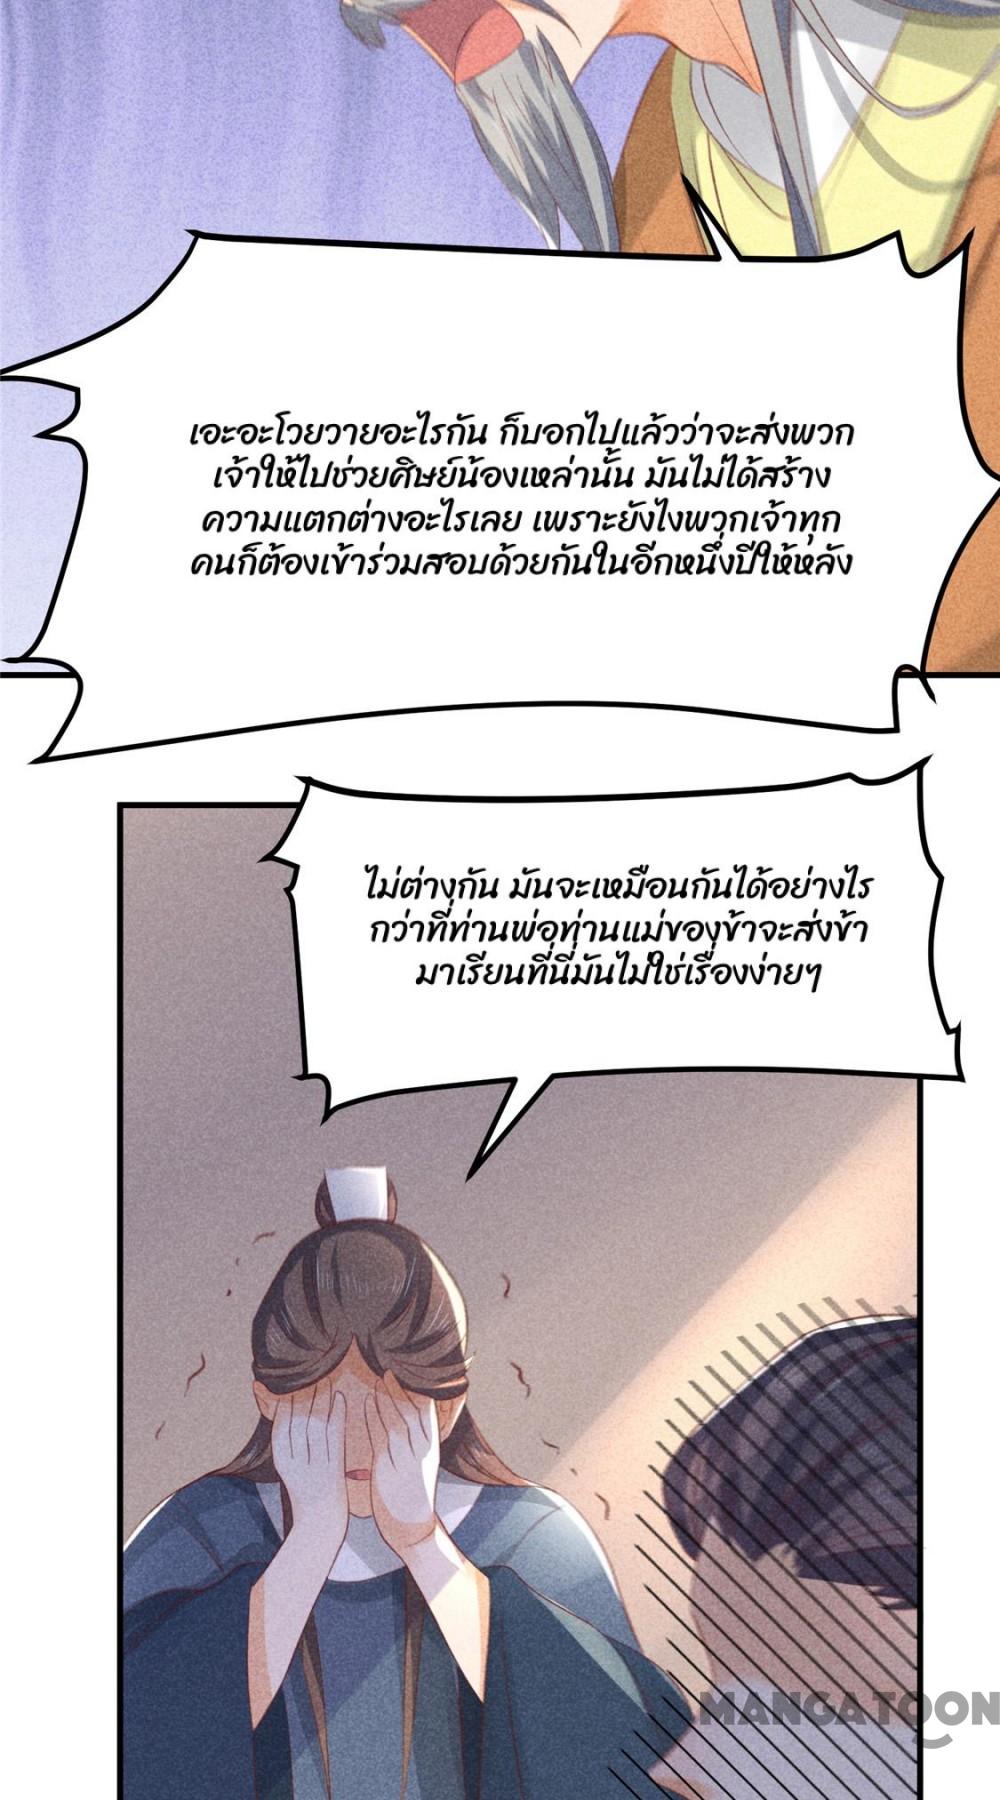 เอะอะโวยวายอะไรกัน ก็บอกไปแล้วว่าจะส่งพวก
เจ้าให้ไปช่วยศิษย์น้องเหล่านั้น มันไม่ได้สร้าง
ความแตกต่างอะไรเลย เพราะยังไงพวกเจ้าทุก
คนก็ต้องเข้าร่วมสอบด้วยกันในอีกหนึ่งปีให้หลัง
ไม่ต่างกัน มันจะเหมือนกันได้อย่างไร
กว่าที่ท่านพ่อท่านแม่ของข้าจะส่งข้า
มาเรียนที่นี่มันไม่ใช่เรื่องง่ายๆ
MANGATOON